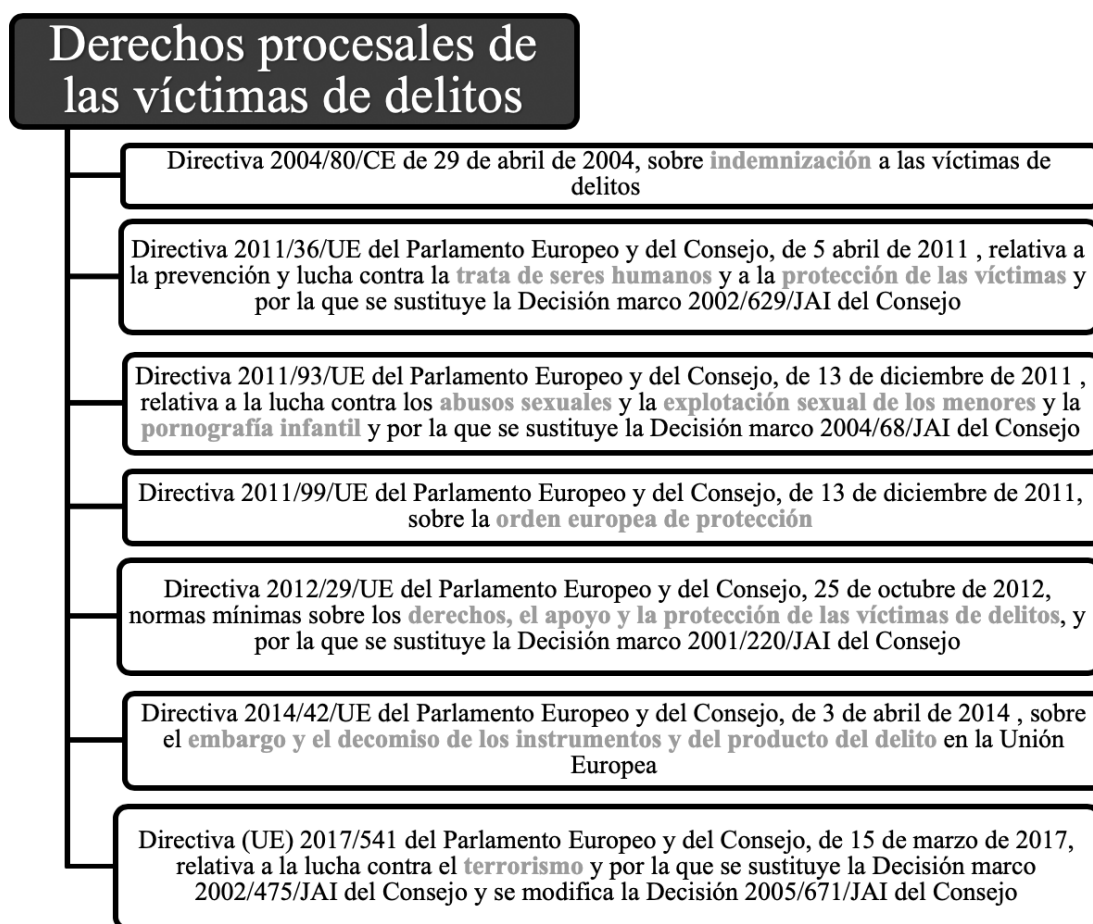 Derechos procesales de
las víctimas de delitos
Directiva 2004/80/CE de 29 de abril de 2004, sobre indemnización a las víctimas de
delitos
Directiva 2011/36/UE del Parlamento Europeo y del Consejo, de 5 abril de 2011 , relativa a
la prevención y lucha contra la trata de seres humanos y a la protección de las víctimas y
por la que se sustituye la Decisión marco 2002/629/JAI del Consejo
Directiva 2011/93/UE del Parlamento Europeo y del Consejo, de 13 de diciembre de 2011 ,
relativa a la lucha contra los abusos sexuales y la explotación sexual de los menores y la
pornografía infantil y por la que se sustituye la Decisión marco 2004/68/JAI del Consejo
Directiva 2011/99/UE del Parlamento Europeo y del Consejo, de 13 de diciembre de 2011,
sobre la orden europea de protección
Directiva 2012/29/UE del Parlamento Europeo y del Consejo, 25 de octubre de 2012,
normas mínimas sobre los derechos, el apoyo y la protección de las víctimas de delitos, y
por la que se sustituye la Decisión marco 2001/220/JAI del Consejo
Directiva 2014/42/UE del Parlamento Europeo y del Consejo, de 3 de abril de 2014 , sobre
el embargo y el decomiso de los instrumentos y del producto del delito en la Unión
Europea
Directiva (UE) 2017/541 del Parlamento Europeo y del Consejo, de 15 de marzo de 2017,
relativa a la lucha contra el terrorismo y por la que se sustituye la Decisión marco
2002/475/JAI del Consejo y se modifica la Decisión 2005/671/JAI del Consejo